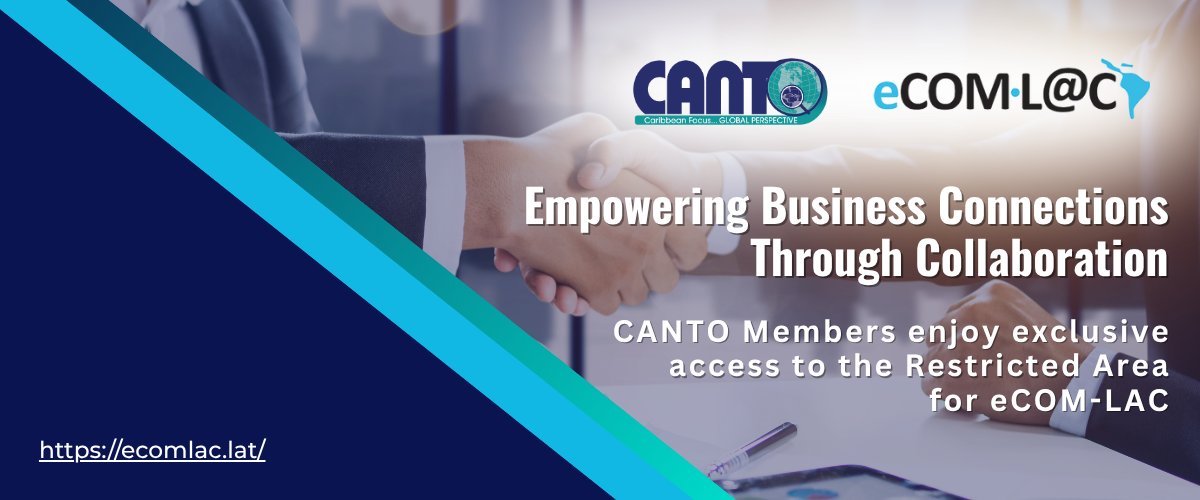 CANTO
Caribbean Focus... GLOBAL PERSPECTIVE
eCOM·L@C
Empowering Business Connections
Through Collaboration
CANTO Members enjoy exclusive
access to the Restricted Area
for eCOM-LAC
https://ecomlac.lat/